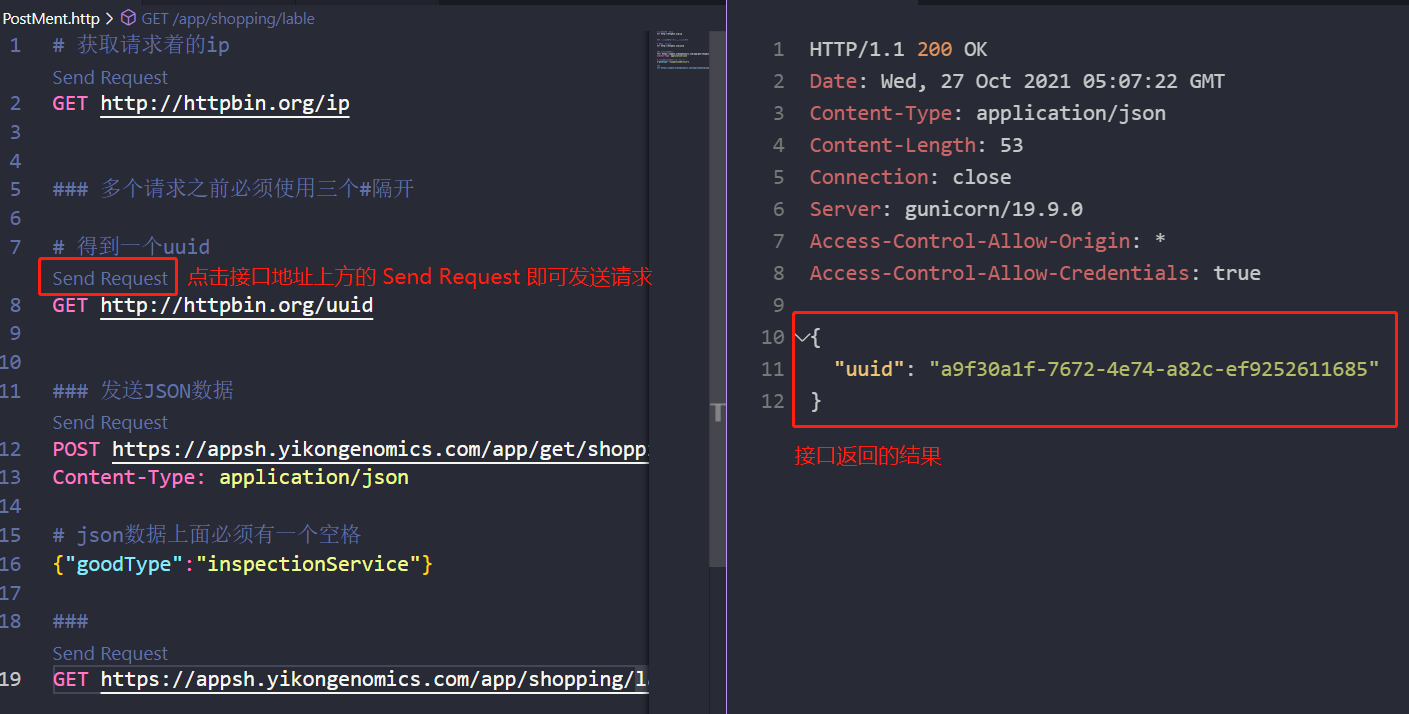 PostMent.http > GET /app/shopping/lable
1 # 获取请求着的ip
Send Request
2 GET http://httpbin.org/ip
3
4
5 ### 多个请求之前必须使用三个#隔开
6
7 # 得到一个uuid
Send Request 点击接口地址上方的 Send Request 即可发送请求
8 GET http://httpbin.org/uuid
9
10
11 ### 发送JSON数据
Send Request
12 POST https://appsh.yikongenomics.com/app/get/shopp
13 Content-Type: application/json
14
15 # json数据上面必须有一个空格
16 {"goodType":"inspectionService"}
17
18 ###
Send Request
19 GET https://appsh.yikongenomics.com/app/shopping/l
1 HTTP/1.1 200 OK
2 Date: Wed, 27 Oct 2021 05:07:22 GMT
3 Content-Type: application/json
4 Content-Length: 53
5 Connection: close
6 Server: gunicorn/19.9.0
7 Access-Control-Allow-Origin: *
8 Access-Control-Allow-Credentials: true
9
10 {
11 "uuid": "a9f30a1f-7672-4e74-a82c-ef9252611685"
12 }
接口返回的结果